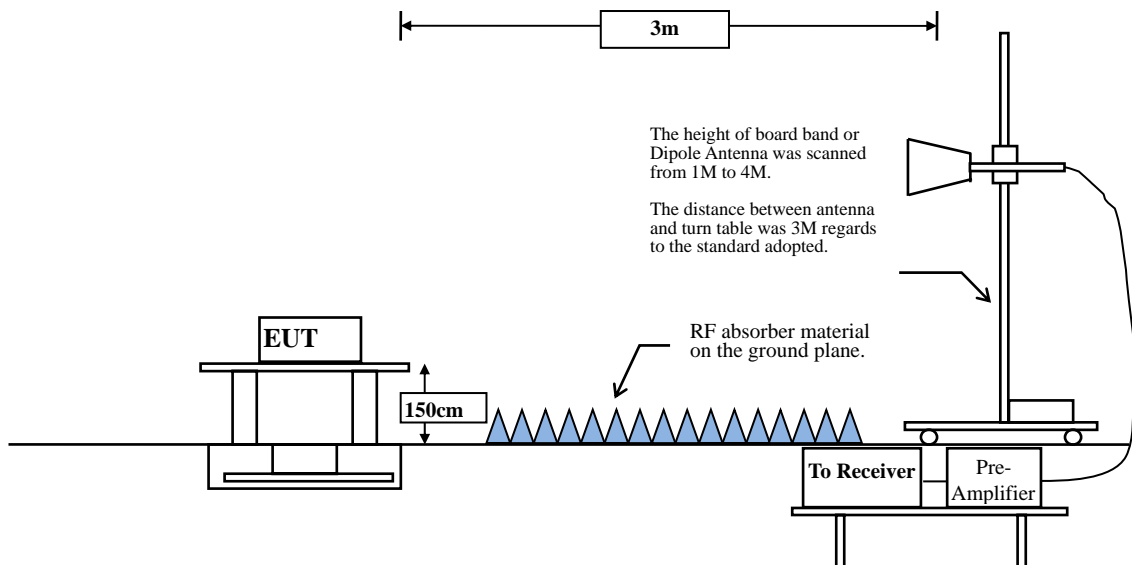 3m
The height of board band or
Dipole Antenna was scanned
from 1M to 4M.
The distance between antenna
and turn table was 3M regards
to the standard adopted.
EUT
RF absorber material
on the ground plane.
150cm
To Receiver
Pre-
Amplifier